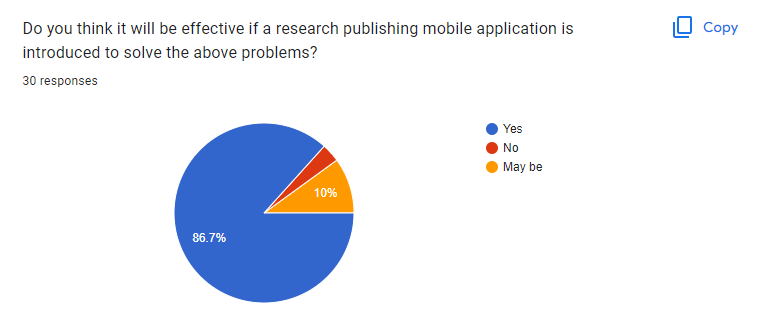 Do you think it will be effective if a research publishing mobile application is
introduced to solve the above problems?
Copy
30 responses
Yes
No
May be
10%
86.7%